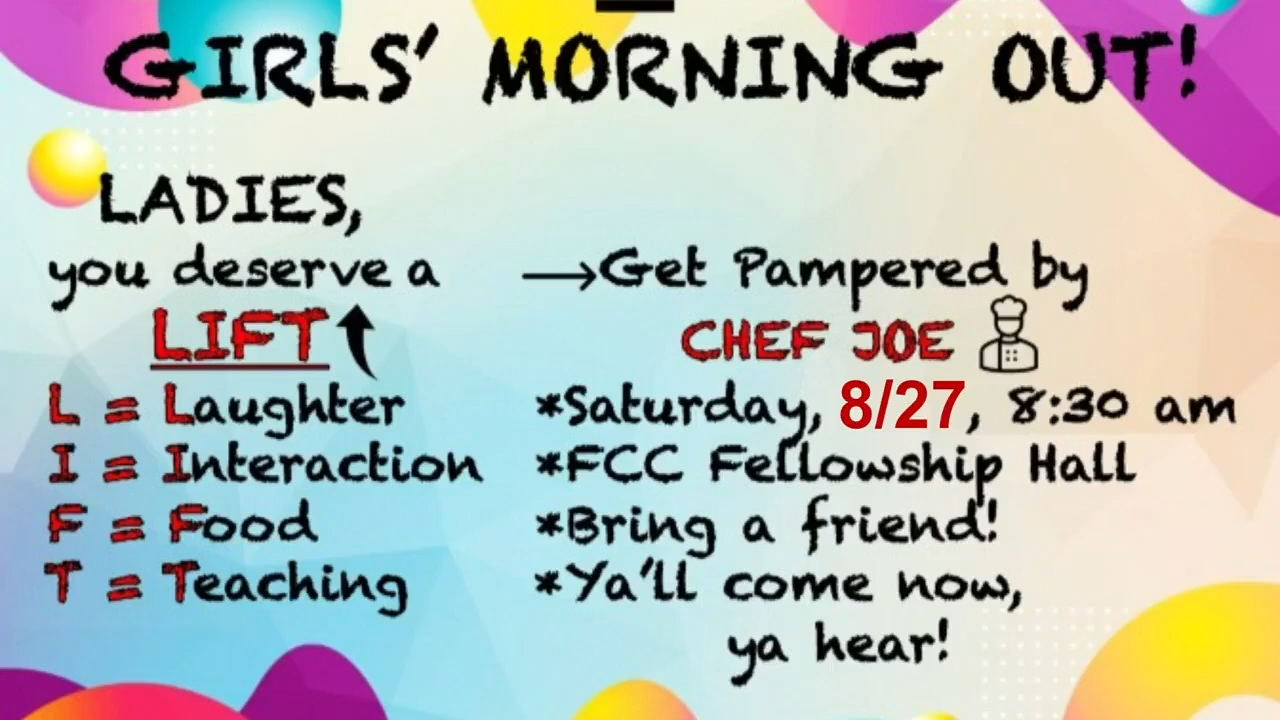 GIRLS' MORNING OUT!
LADIES,
you deserve a
LIFT
L = Laughter
I = Interaction
F = Food
T = Teaching
→Get Pampered by
CHEF JOE
*Saturday, 8/27, 8:30 am
*FCC Fellowship Hall
*Bring a friend!
*Ya'll come now,
ya hear!